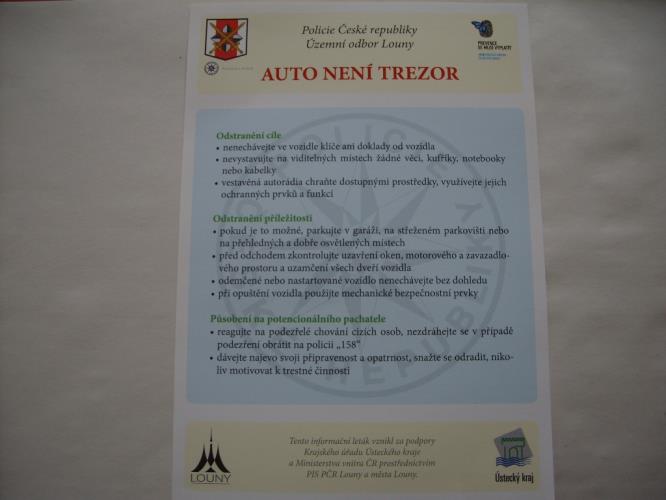 Policie České republiky
Územní odbor Louny
PREVENCE
SE MUSÍ VYPLATIT
AUTO NENÍ TREZOR
Odstranění cíle
• nenechávejte ve vozidle klíče ani doklady od vozidla
• nevystavujte na viditelných místech žádné věci, kufříky, notebooky
nebo kabelky
• vestavěná autorádia chraňte dostupnými prostředky, využívejte jejich
ochranných prvků a funkcí
Odstranění příležitosti
• pokud je to možné, parkujte v garáži, na střeženém parkovišti nebo
na přehledných a dobře osvětlených místech
• před odchodem zkontrolujte uzavření oken, motorového a zavazadlo-
vého prostoru a uzamčení všech dveří vozidla
• odemčené nebo nastartované vozidlo nenechávejte bez dohledu
• při opuštění vozidla použijte mechanické bezpečnostní prvky
Působení na potencionálního pachatele
• reagujte na podezřelé chování cizích osob, nezdráhejte se v případě
podezření obrátit na policii „158“
• dávejte najevo svoji připravenost a opatrnost, snažte se odradit, niko-
liv motivovat k trestné činnosti
Tento informační leták vznikl za podpory
Krajského úřadu Ústeckého kraje
a Ministerstva vnitra ČR prostřednictvím
PIS PČR Louny a města Louny.
LOUNY
Ústecký kraj